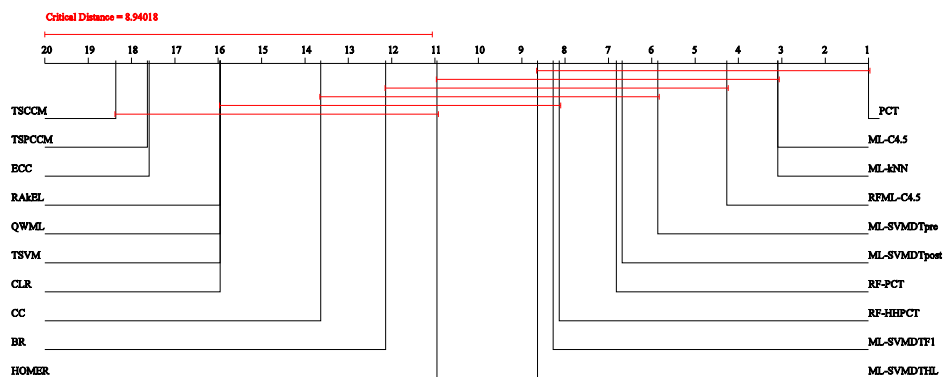 Critical Distance = 8.94018
20 19 18 17 16 15 14 13 12 11 10 9 8 7 6 5 4 3 2 1
TSCCM PCT
TSPCCM ML-C4.5
ECC ML-kNN
RAkEL RFML-C4.5
QWML ML-SVMDTpre
TSVM ML-SVMDTpost
CLR RF-PCT
CC RF-HHPCT
BR ML-SVMDTF1
HOMER ML-SVMDTHL